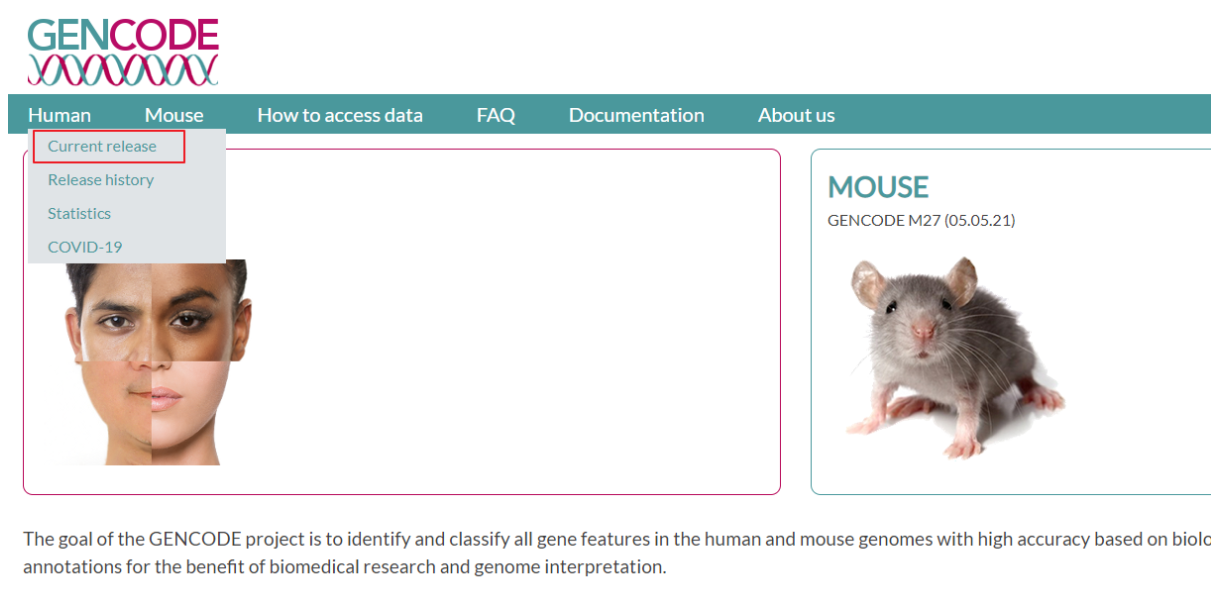 GENCODE
Human Mouse How to access data FAQ Documentation About us
Current release
Release history
Statistics
COVID-19
MOUSE
GENCODE M27 (05.05.21)
The goal of the GENCODE project is to identify and classify all gene features in the human and mouse genomes with high accuracy based on biolo
annotations for the benefit of biomedical research and genome interpretation.